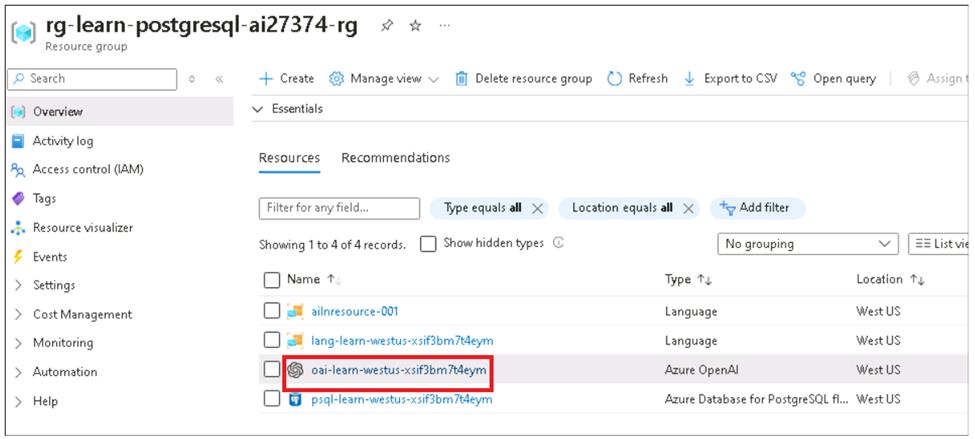 rg-learn-postgresql-ai27374-rg
Resource group
Search
Create Manage view Delete resource group Refresh Export to CSV Open query Assign t
Overview
Essentials
Activity log
Access control (IAM)
Resources Recommendations
Tags
Filter for any field... Type equals all Location equals all Add filter
Resource visualizer
Showing 1 to 4 of 4 records. Show hidden types No grouping List vie
Events
Settings
Name Type Location
Cost Management
ailnresource-001 Language West US
Monitoring
lang-learn-westus-xsif3bm7t4eym Language West US
Automation
oai-learn-westus-xsif3bm7t4eym Azure OpenAI West US
Help
psql-learn-westus-xsif3bm7t4eym Azure Database for PostgreSQL fl... West US